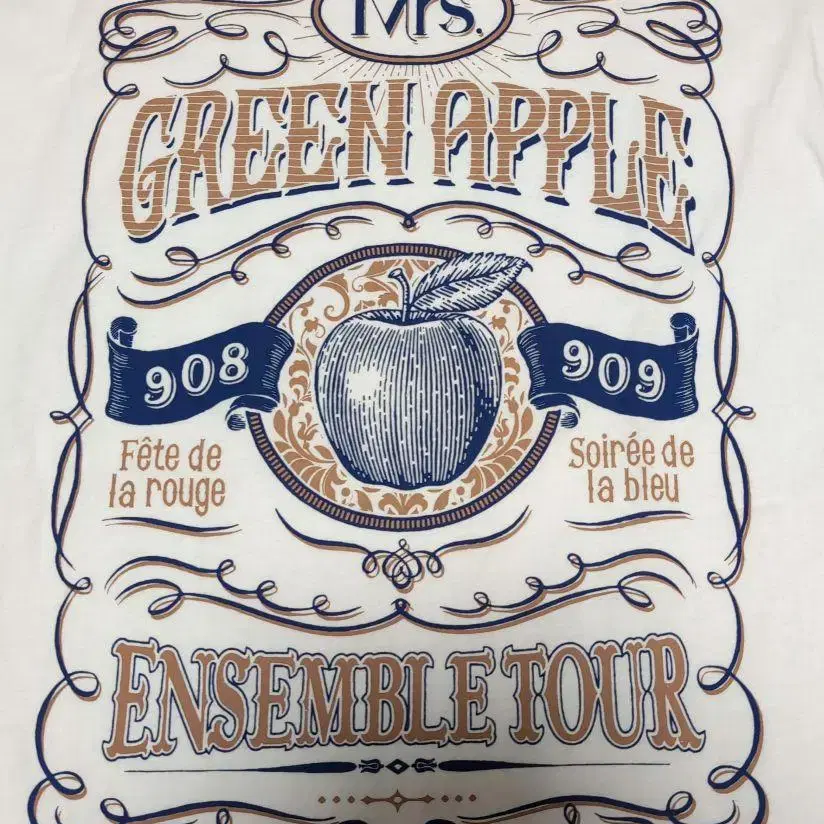 Mrs.
GREEN APPLE
908
909
Fête de
la rouge
Soirée de
la bleu
ENSEMBLE TOUR